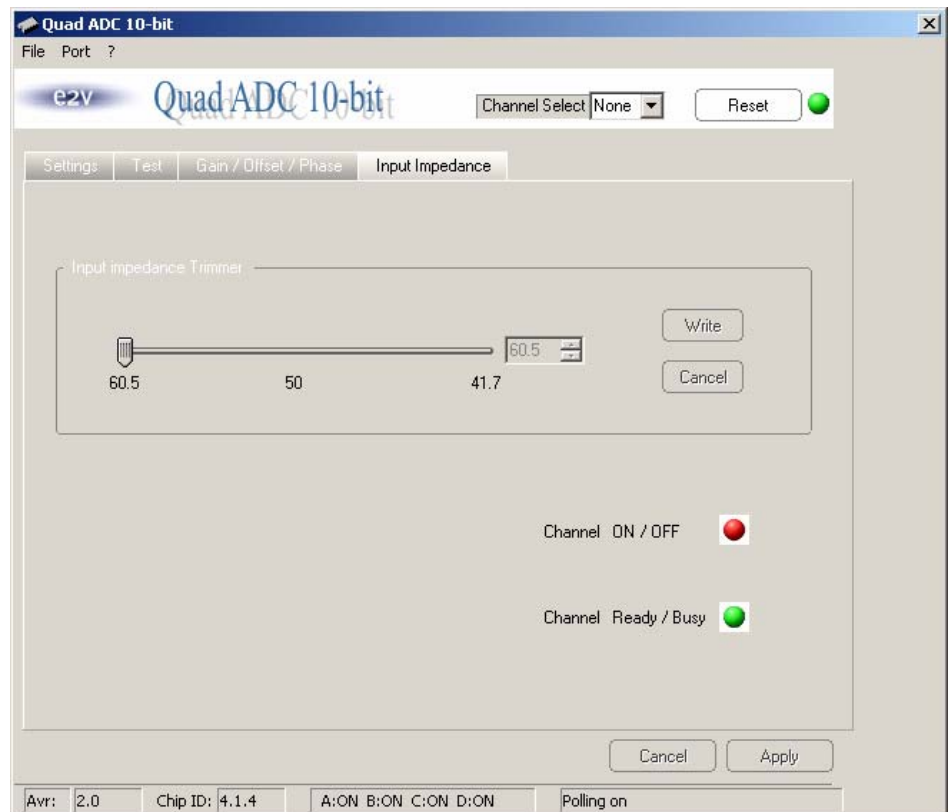 Quad ADC 10-bit
File Port ?
e2v Quad ADC 10-bit Channel Select None Reset
Settings Test Gain / Offset / Phase Input Impedance
Input impedance Trimmer
Write
60.5
60.5 50 41.7
Cancel
Channel ON / OFF
Channel Ready / Busy
Cancel Apply
Avr: 2.0 Chip ID: 4.1.4 A:ON B:ON C:ON D:ON Polling on